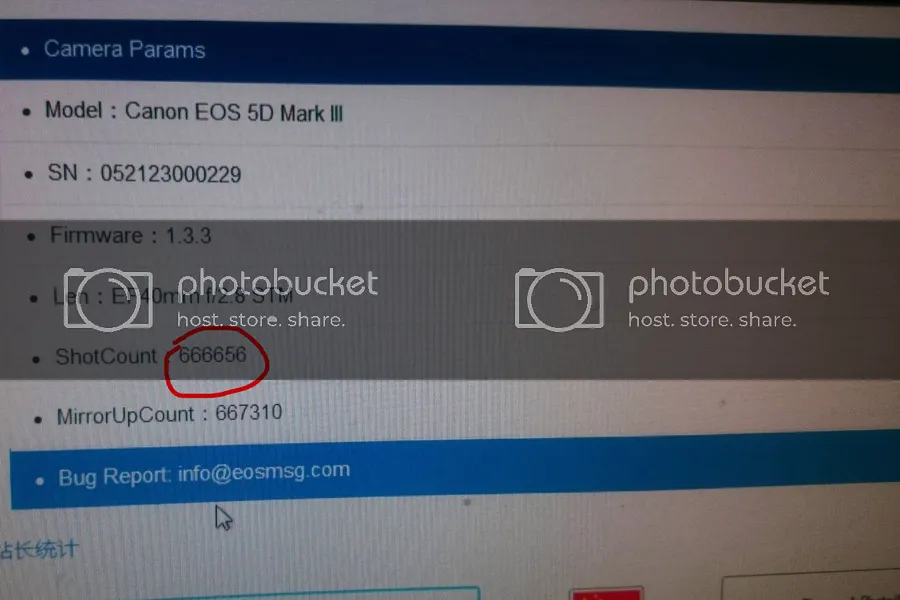 Camera Params
Model：Canon EOS 5D Mark III
SN：052123000229
Firmware：1.3.3
Len：EF40mm f/2.8 STM
photobucket
host. store. share.
photobucket
host. store. share.
ShotCount：666656
MirrorUpCount：667310
Bug Report: info@eosmsg.com
站长统计